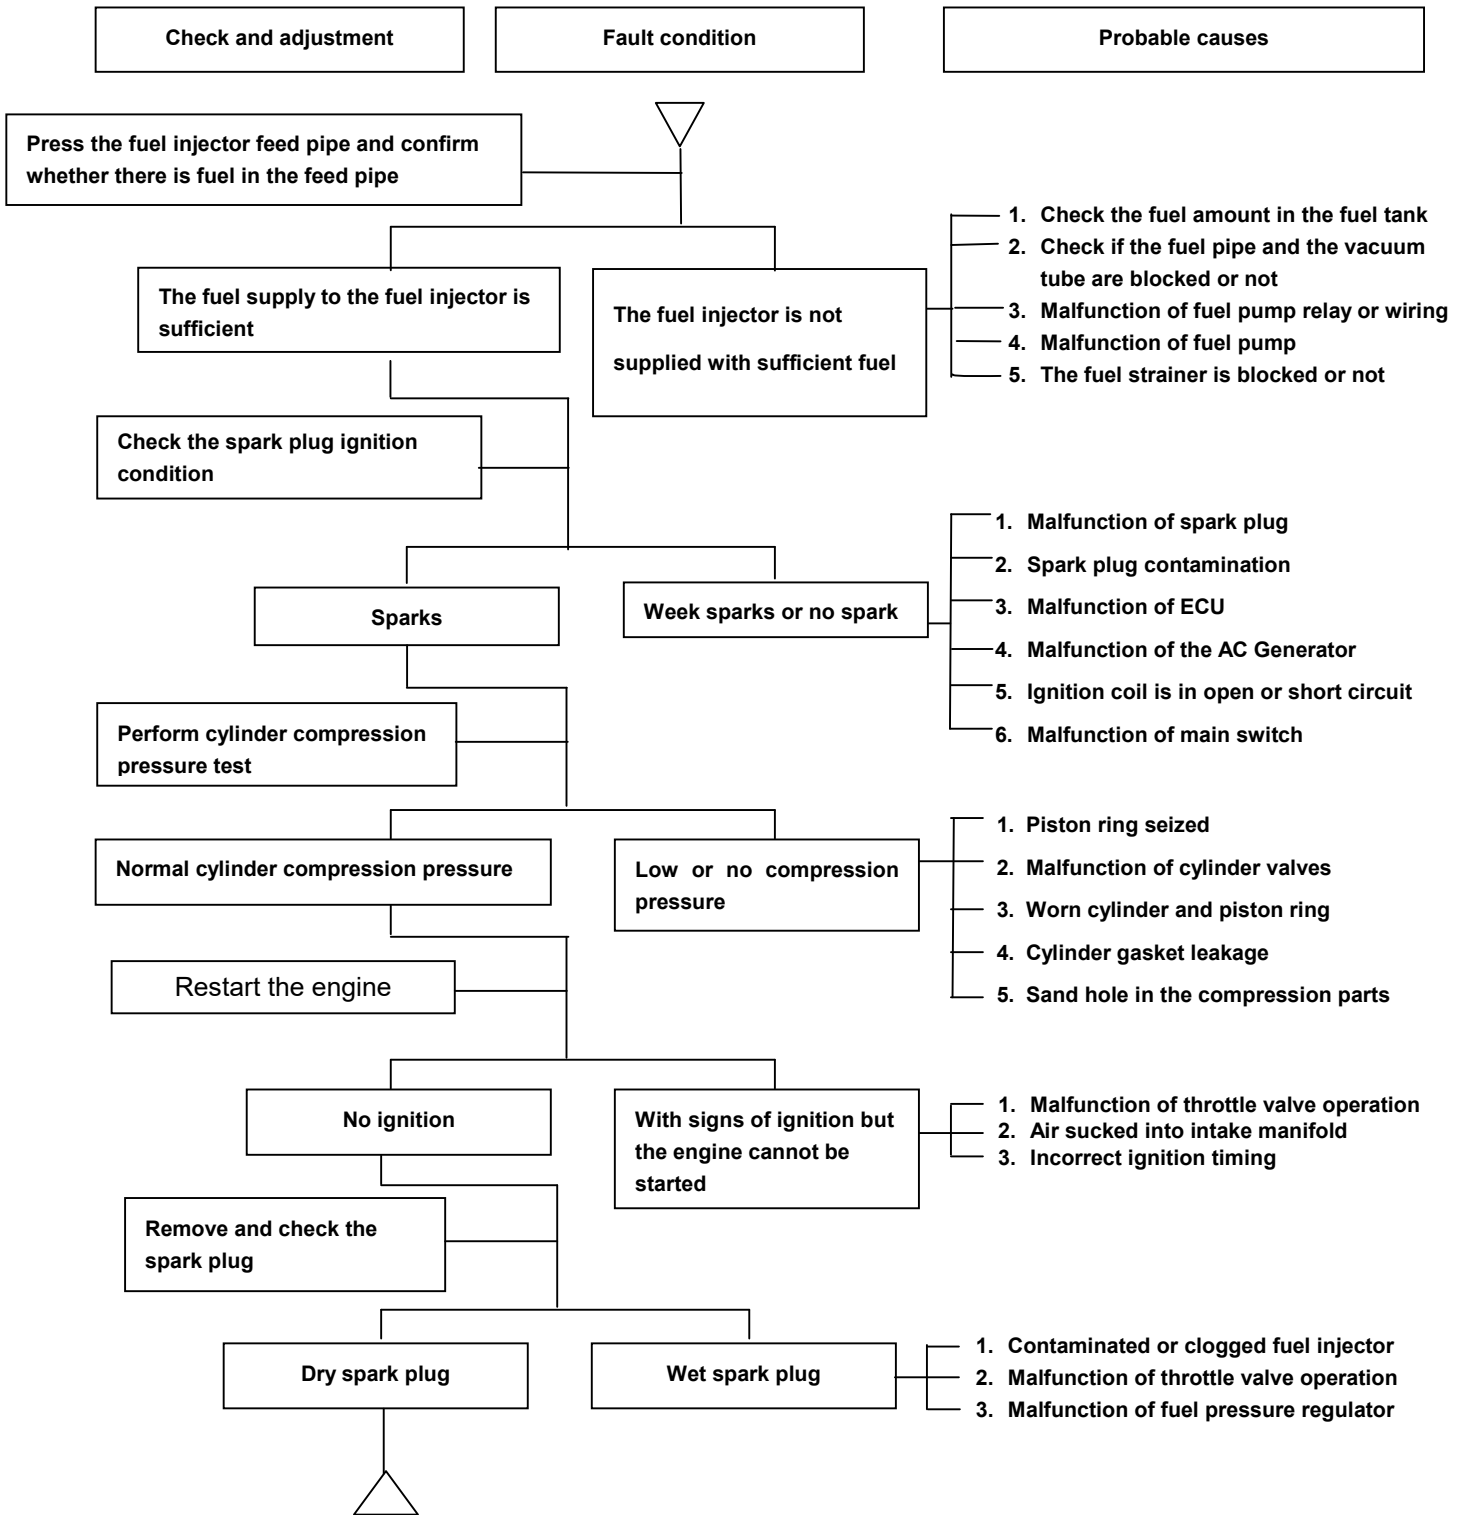 Check and adjustment
Fault condition
Probable causes
Press the fuel injector feed pipe and confirm
whether there is fuel in the feed pipe
The fuel supply to the fuel injector is
sufficient
The fuel injector is not
supplied with sufficient fuel
1. Check the fuel amount in the fuel tank
2. Check if the fuel pipe and the vacuum
tube are blocked or not
3. Malfunction of fuel pump relay or wiring
4. Malfunction of fuel pump
5. The fuel strainer is blocked or not
Check the spark plug ignition
condition
Sparks
Week sparks or no spark
1. Malfunction of spark plug
2. Spark plug contamination
3. Malfunction of ECU
4. Malfunction of the AC Generator
5. Ignition coil is in open or short circuit
6. Malfunction of main switch
Perform cylinder compression
pressure test
Normal cylinder compression pressure
Low or no compression
pressure
1. Piston ring seized
2. Malfunction of cylinder valves
3. Worn cylinder and piston ring
4. Cylinder gasket leakage
5. Sand hole in the compression parts
Restart the engine
No ignition
With signs of ignition but
the engine cannot be
started
1. Malfunction of throttle valve operation
2. Air sucked into intake manifold
3. Incorrect ignition timing
Remove and check the
spark plug
Dry spark plug
Wet spark plug
1. Contaminated or clogged fuel injector
2. Malfunction of throttle valve operation
3. Malfunction of fuel pressure regulator